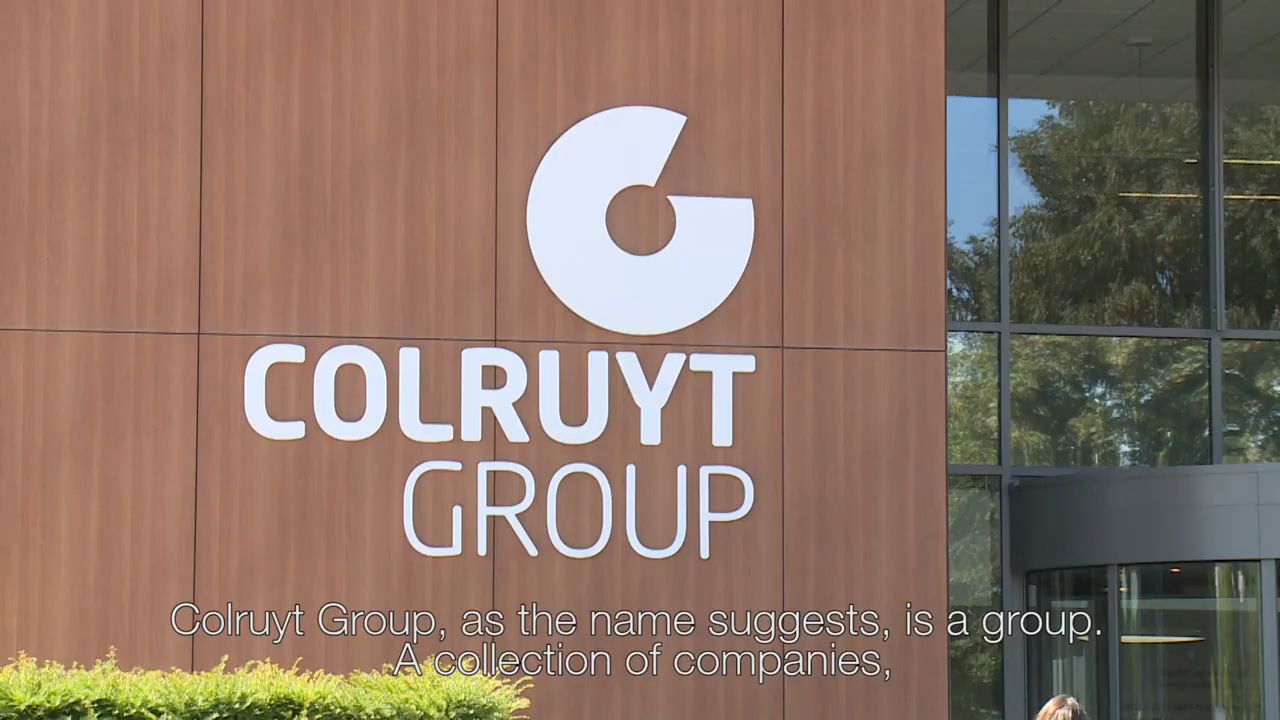 COLRUYT
GROUP
Colruyt Group, as the name suggests, is a group.
A collection of companies,